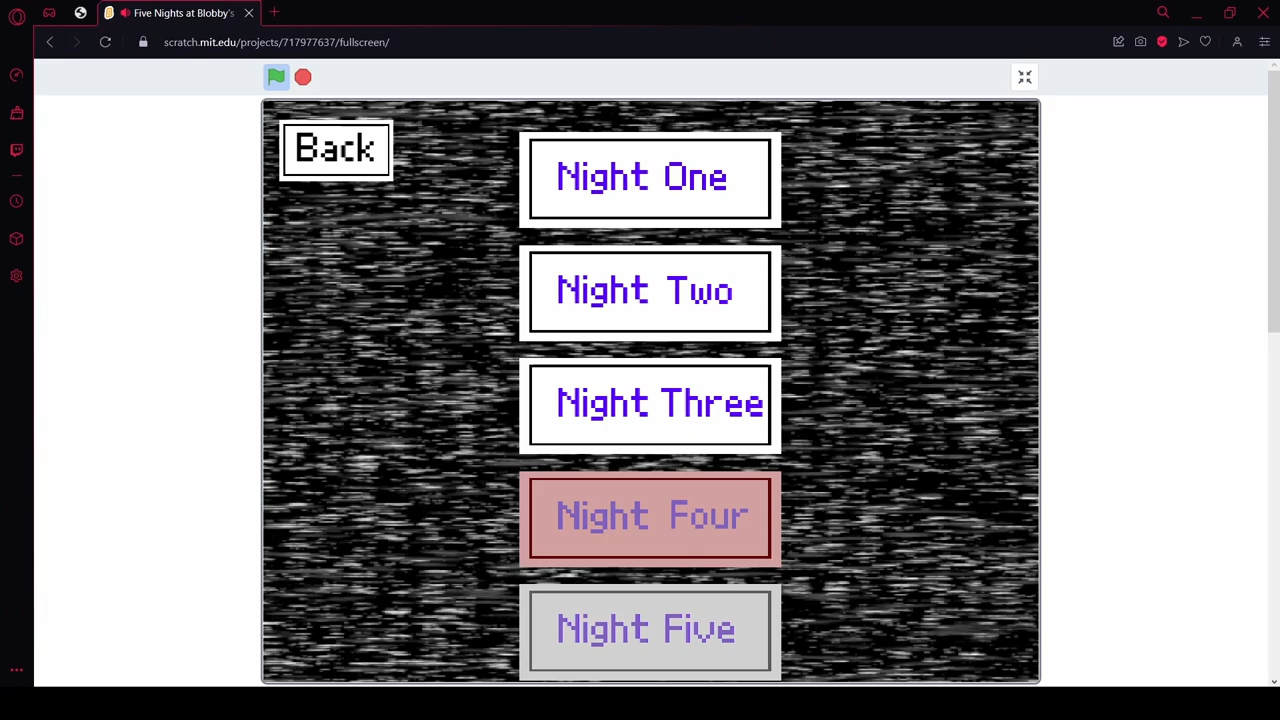 Five Nights at Blobby's
scratch.mit.edu/projects/717977637/fullscreen/
Back
Night One
Night Two
Night Three
Night Four
Night Five